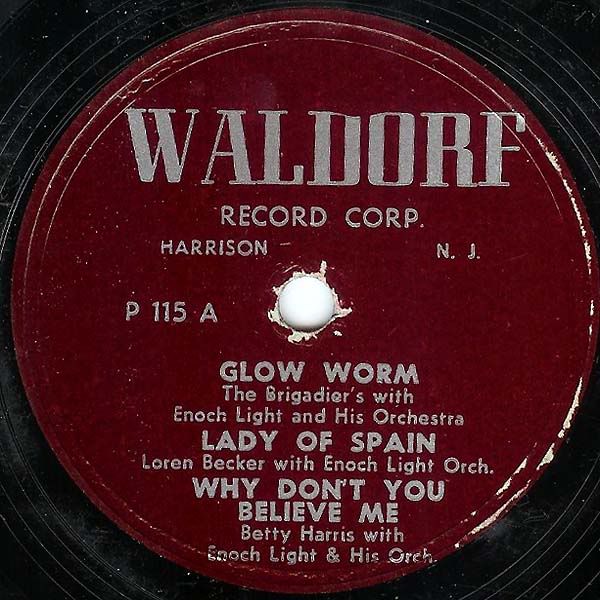 WALDORF
RECORD CORP.
HARRISON N. J.
P 115 A
GLOW WORM
The Brigadier's with
Enoch Light and His Orchestra
LADY OF SPAIN
Loren Becker with Enoch Light Orch.
WHY DON'T YOU
BELIEVE ME
Betty Harris with
Enoch Light & His Orch.